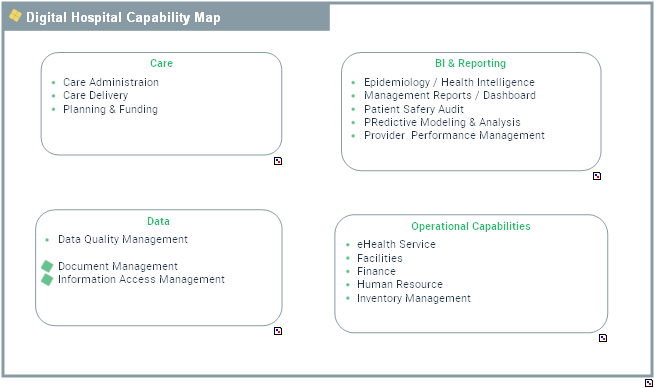 Digital Hospital Capability Map
Care
Care Administraion
Care Delivery
Planning & Funding
BI & Reporting
Epidemiology / Health Intelligence
Management Reports / Dashboard
Patient Safery Audit
PRedictive Modeling & Analysis
Provider Performance Management
Data
Data Quality Management
Document Management
Information Access Management
Operational Capabilities
eHealth Service
Facilities
Finance
Human Resource
Inventory Management